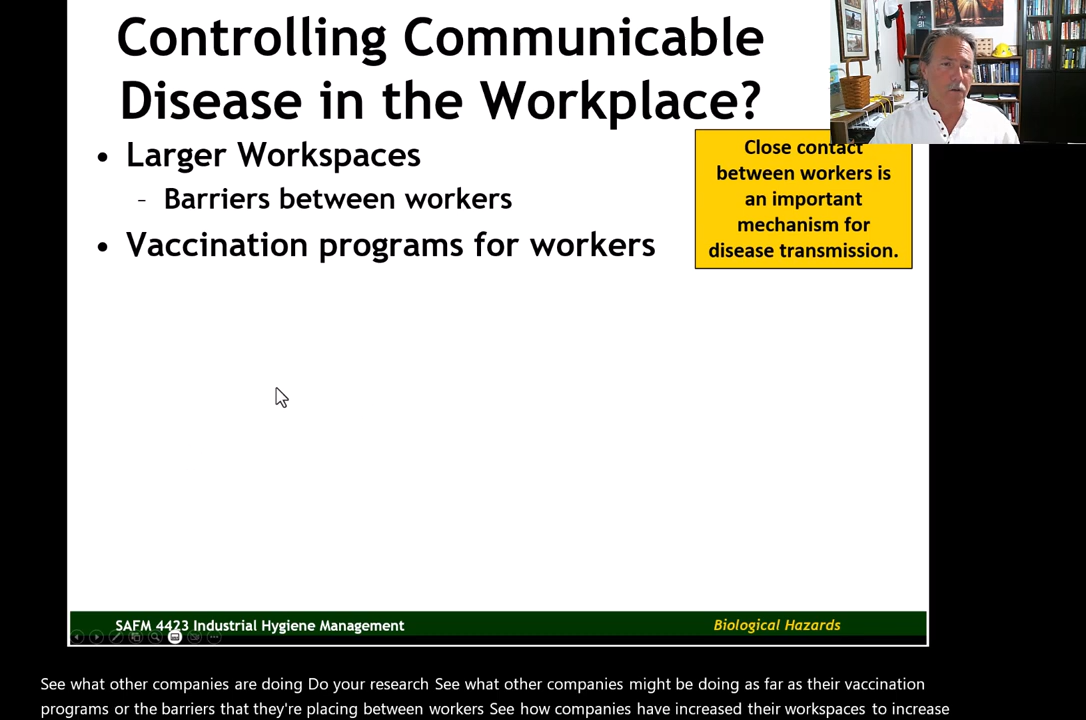 Controlling Communicable
Disease in the Workplace?
• Larger Workspaces
- Barriers between workers
• Vaccination programs for workers
Close contact
between workers is
an important
mechanism for
disease transmission.
SAFM 4423 Industrial Hygiene Management
Biological Hazards
See what other companies are doing Do your research See what other companies might be doing as far as their vaccination
programs or the barriers that they're placing between workers See how companies have increased their workspaces to increase